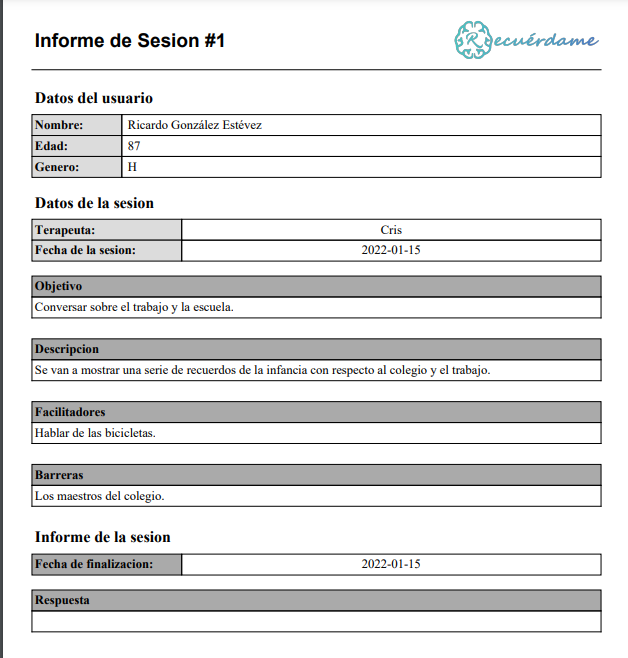 Informe de Sesion #1
Recuérdame
Datos del usuario
Nombre: Ricardo González Estévez
Edad: 87
Genero: H
Datos de la sesion
Terapeuta: Cris
Fecha de la sesion: 2022-01-15
Objetivo
Conversar sobre el trabajo y la escuela.
Descripcion
Se van a mostrar una serie de recuerdos de la infancia con respecto al colegio y el trabajo.
Facilitadores
Hablar de las bicicletas.
Barreras
Los maestros del colegio.
Informe de la sesion
Fecha de finalizacion: 2022-01-15
Respuesta